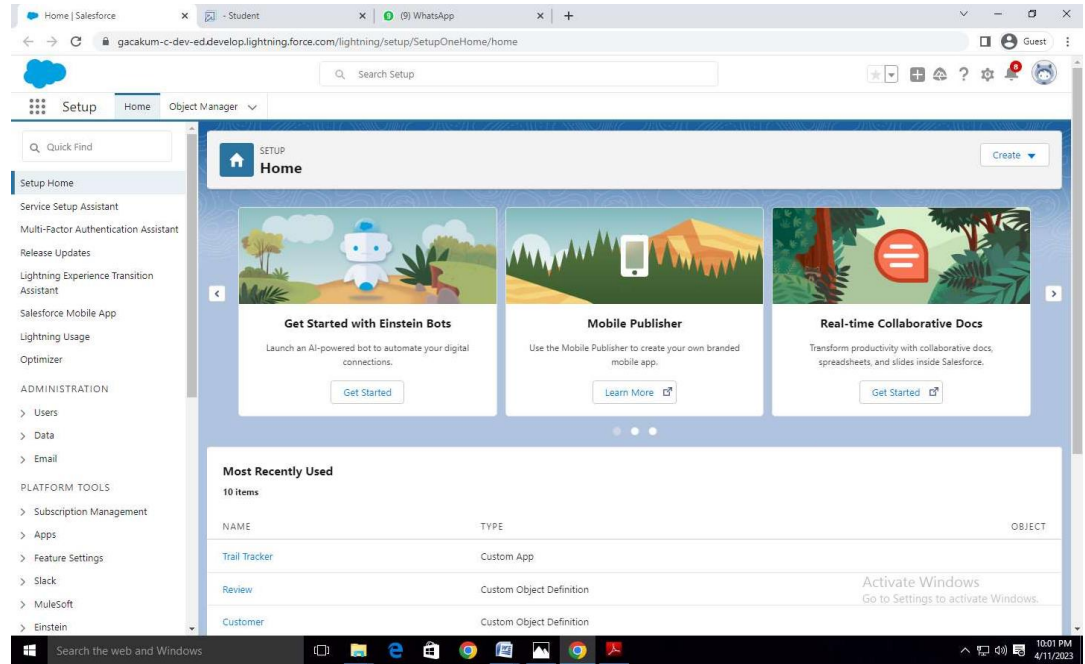 Home | Salesforce
- Student
(9) WhatsApp
gacakum-c-dev-ed.develop.lightning.force.com/lightning/setup/SetupOneHome/home
Guest
Search Setup
8
Setup
Home
Object Manager
Quick Find
SETUP
Home
Create
Setup Home
Service Setup Assistant
Multi-Factor Authentication Assistant
Release Updates
Lightning Experience Transition
Assistant
Salesforce Mobile App
Lightning Usage
Optimizer
ADMINISTRATION
Users
Data
Email
PLATFORM TOOLS
Subscription Management
Apps
Feature Settings
Slack
MuleSoft
Einstein
Get Started with Einstein Bots
Launch an AI-powered bot to automate your digital
connections.
Get Started
Mobile Publisher
Use the Mobile Publisher to create your own branded
mobile app.
Learn More
Real-time Collaborative Docs
Transform productivity with collaborative docs,
spreadsheets, and slides inside Salesforce.
Get Started
Most Recently Used
10 items
NAME TYPE OBJECT
Trail Tracker Custom App
Review Custom Object Definition
Customer Custom Object Definition
Activate Windows
Go to Settings to activate Windows.
Search the web and Windows
10:01 PM
4/11/2023